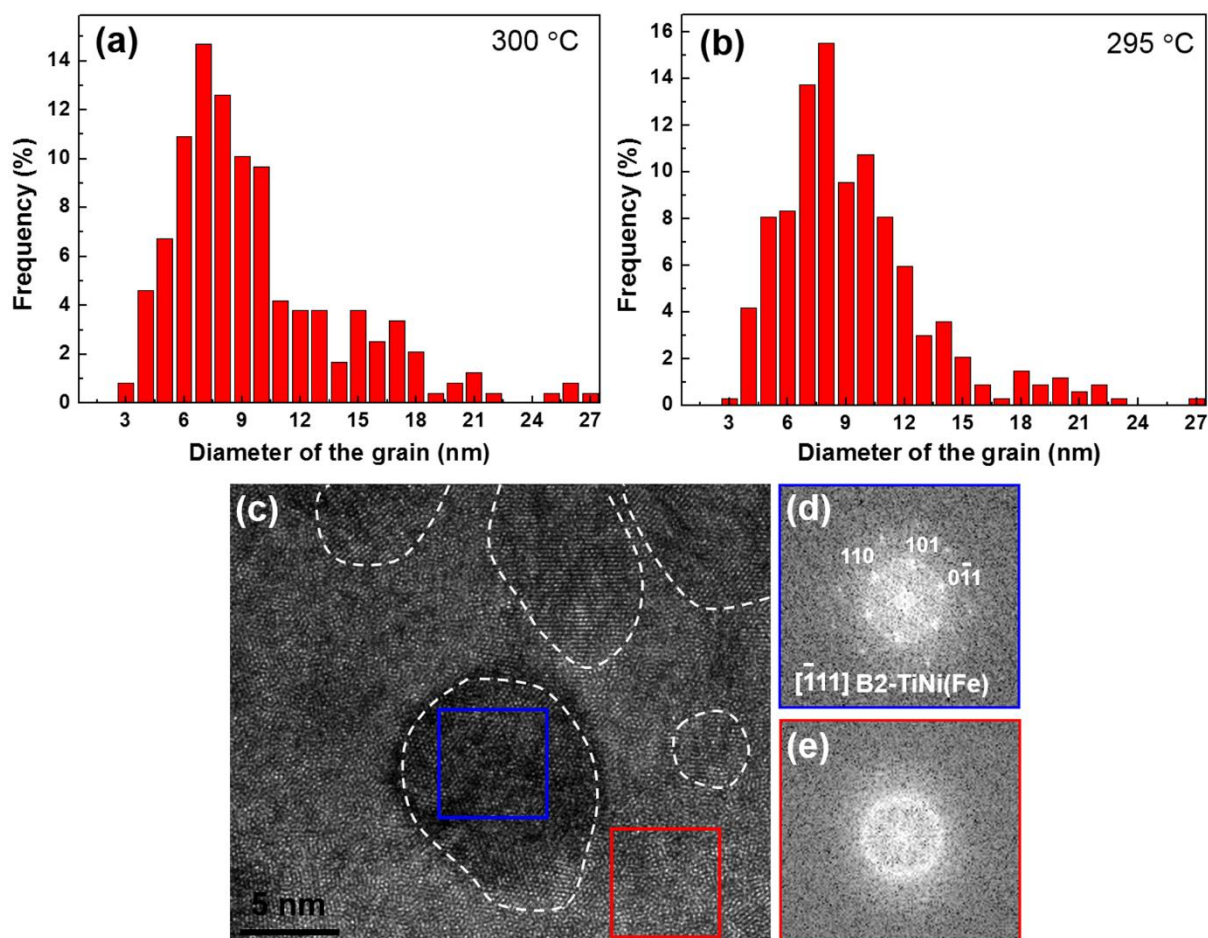 (a)
300 °C
Frequency (%)
14
12
10
8
6
4
2
0
3 6 9 12 15 18 21 24 27
Diameter of the grain (nm)
(b)
295 °C
Frequency (%)
16
14
12
10
8
6
4
2
0
3 6 9 12 15 18 21 24 27
Diameter of the grain (nm)
(c)
5 nm
(d)
110
101
01̅1
[1̅11] B2-TiNi(Fe)
(e)